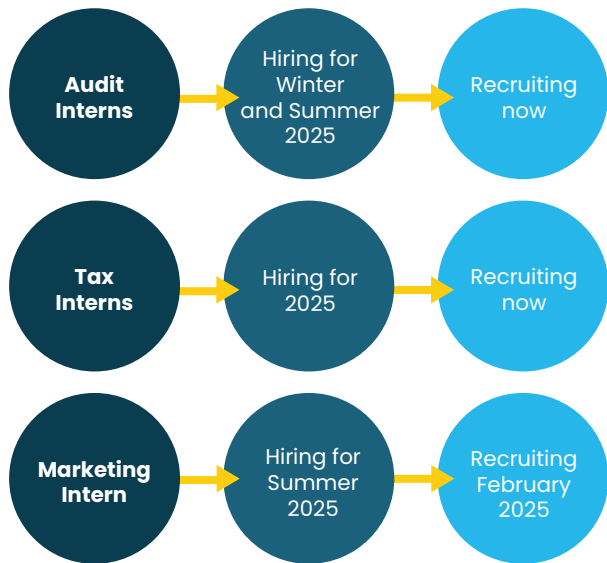 Audit
Interns
Hiring for
Winter
and Summer
2025
Recruiting
now
Tax
Interns
Hiring for
2025
Recruiting
now
Marketing
Intern
Hiring for
Summer
2025
Recruiting
February
2025